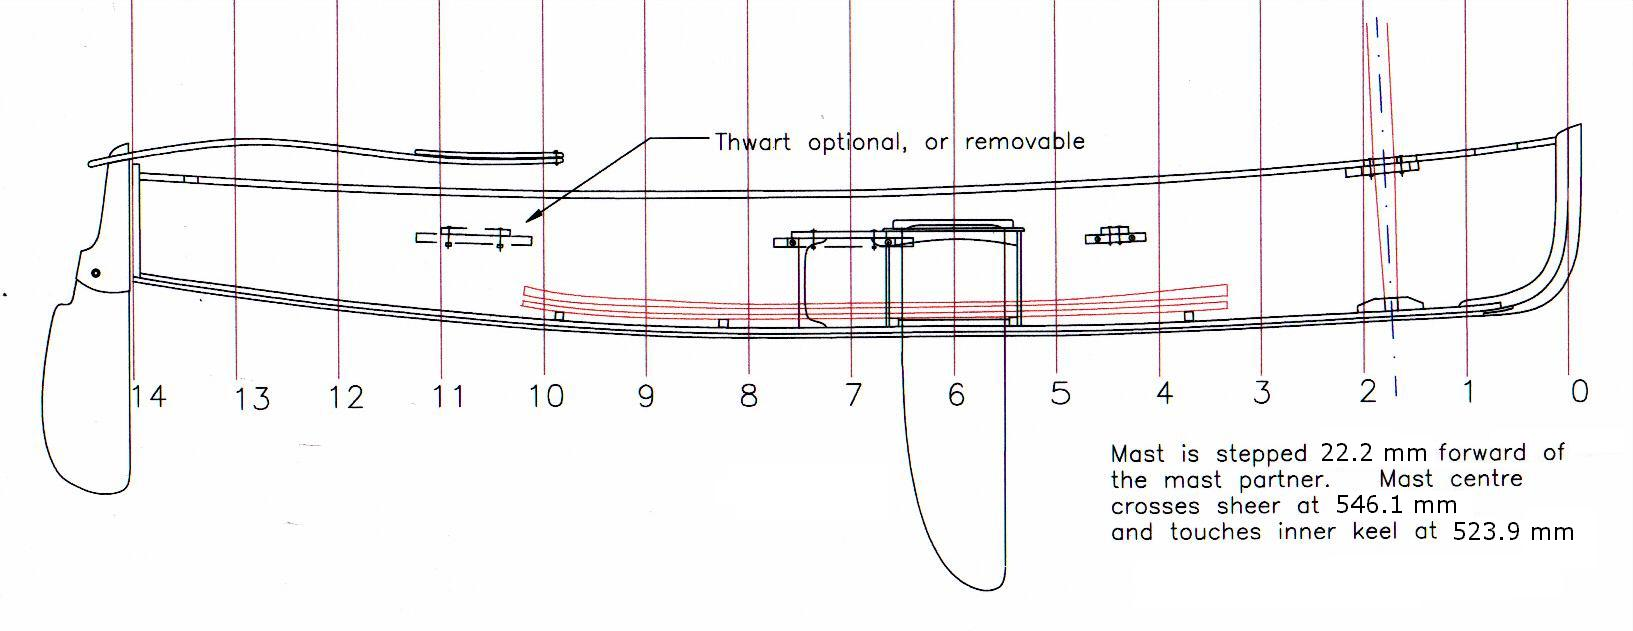 Thwart optional, or removable
14 13 12 11 10 9 8 7 6 5 4 3 2 1 0
Mast is stepped 22.2 mm forward of
the mast partner. Mast centre
crosses sheer at 546.1 mm
and touches inner keel at 523.9 mm